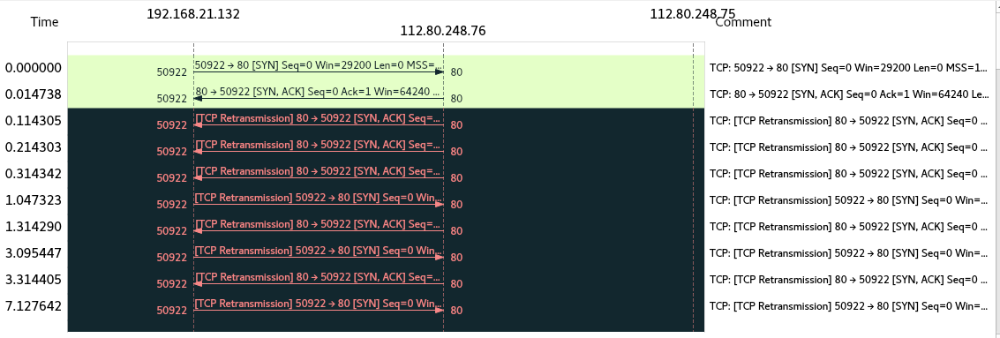 192.168.21.132 112.80.248.75
Time 112.80.248.76 Comment
0.000000 50922 50922 → 80 [SYN] Seq=0 Win=29200 Len=0 MSS=... 80 TCP: 50922 → 80 [SYN] Seq=0 Win=29200 Len=0 MSS=1...
0.014738 50922 80 → 50922 [SYN, ACK] Seq=0 Ack=1 Win=64240 ... 80 TCP: 80 → 50922 [SYN, ACK] Seq=0 Ack=1 Win=64240 Le...
0.114305 50922 [TCP Retransmission] 80 → 50922 [SYN, ACK] Seq=... 80 TCP: [TCP Retransmission] 80 → 50922 [SYN, ACK] Seq=0 ...
0.214303 50922 [TCP Retransmission] 80 → 50922 [SYN, ACK] Seq=... 80 TCP: [TCP Retransmission] 80 → 50922 [SYN, ACK] Seq=0 ...
0.314342 50922 [TCP Retransmission] 80 → 50922 [SYN, ACK] Seq=... 80 TCP: [TCP Retransmission] 80 → 50922 [SYN, ACK] Seq=0 ...
1.047323 50922 [TCP Retransmission] 50922 → 80 [SYN] Seq=0 Win... 80 TCP: [TCP Retransmission] 50922 → 80 [SYN] Seq=0 Win=...
1.314290 50922 [TCP Retransmission] 80 → 50922 [SYN, ACK] Seq=... 80 TCP: [TCP Retransmission] 80 → 50922 [SYN, ACK] Seq=0 ...
3.095447 50922 [TCP Retransmission] 50922 → 80 [SYN] Seq=0 Win... 80 TCP: [TCP Retransmission] 50922 → 80 [SYN] Seq=0 Win=...
3.314405 50922 [TCP Retransmission] 80 → 50922 [SYN, ACK] Seq=... 80 TCP: [TCP Retransmission] 80 → 50922 [SYN, ACK] Seq=0 ...
7.127642 50922 [TCP Retransmission] 50922 → 80 [SYN] Seq=0 Win... 80 TCP: [TCP Retransmission] 50922 → 80 [SYN] Seq=0 Win=...